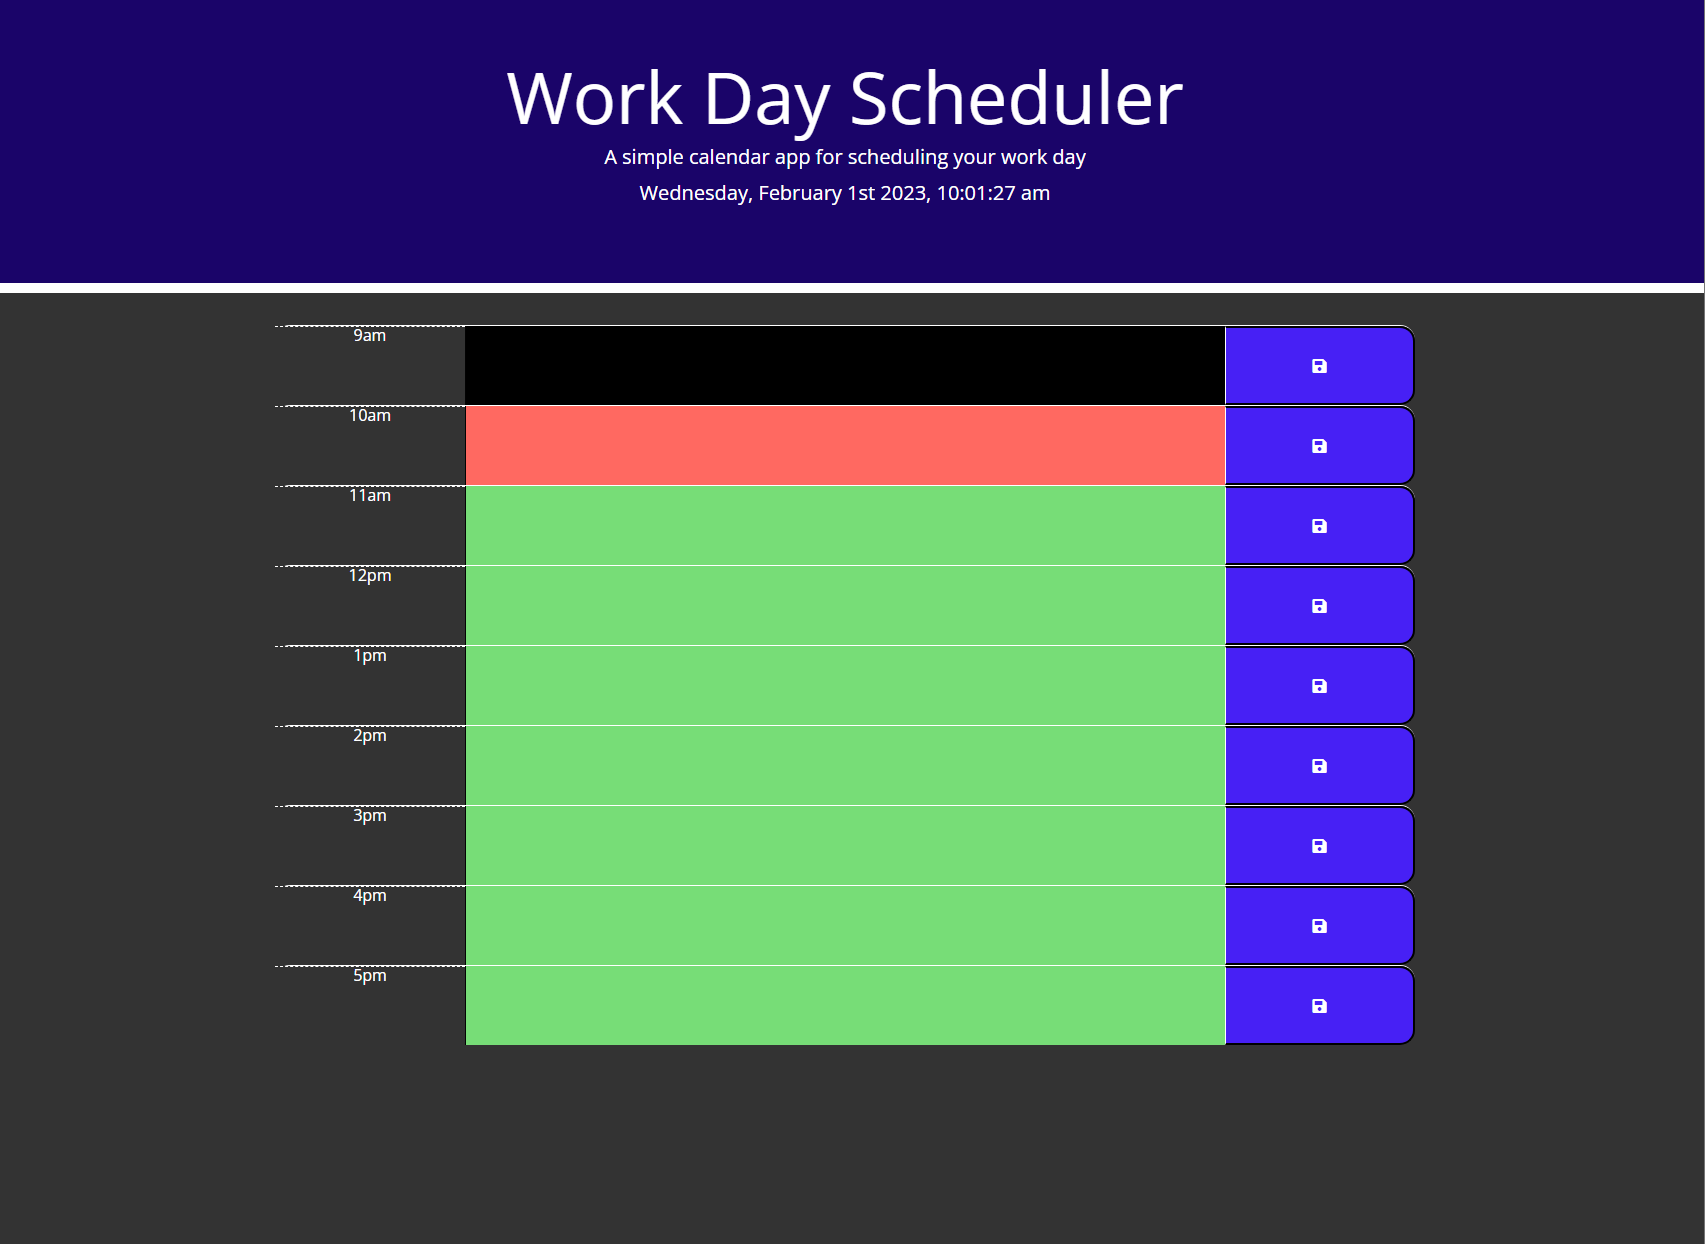 Work Day Scheduler
A simple calendar app for scheduling your work day
Wednesday, February 1st 2023, 10:01:27 am
9am
10am
11am
12pm
1pm
2pm
3pm
4pm
5pm